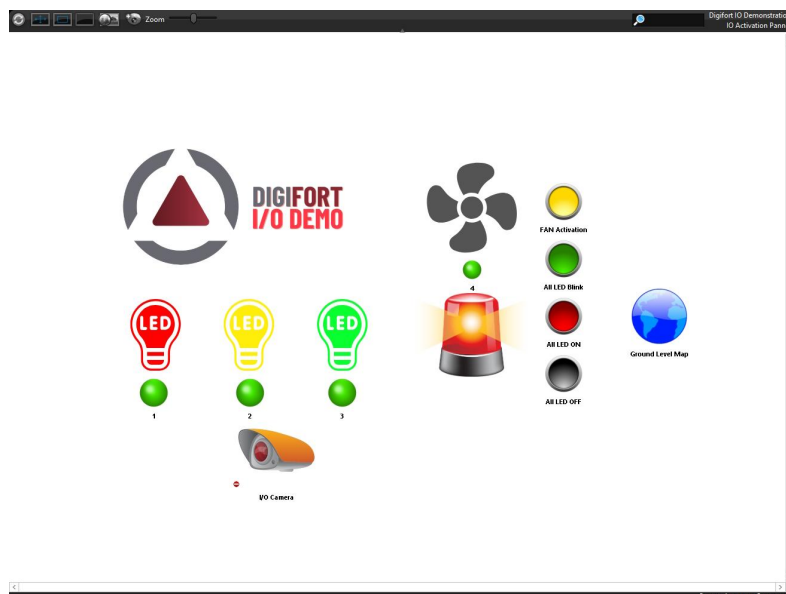 Zoom
Digifort IO Demonstratio
IO Activation Pann
DIGIFORT
I/O DEMO
FAN Activation
4
All LED Blink
LED
LED
LED
All LED ON
Ground Level Map
All LED OFF
1
2
3
I/O Camera